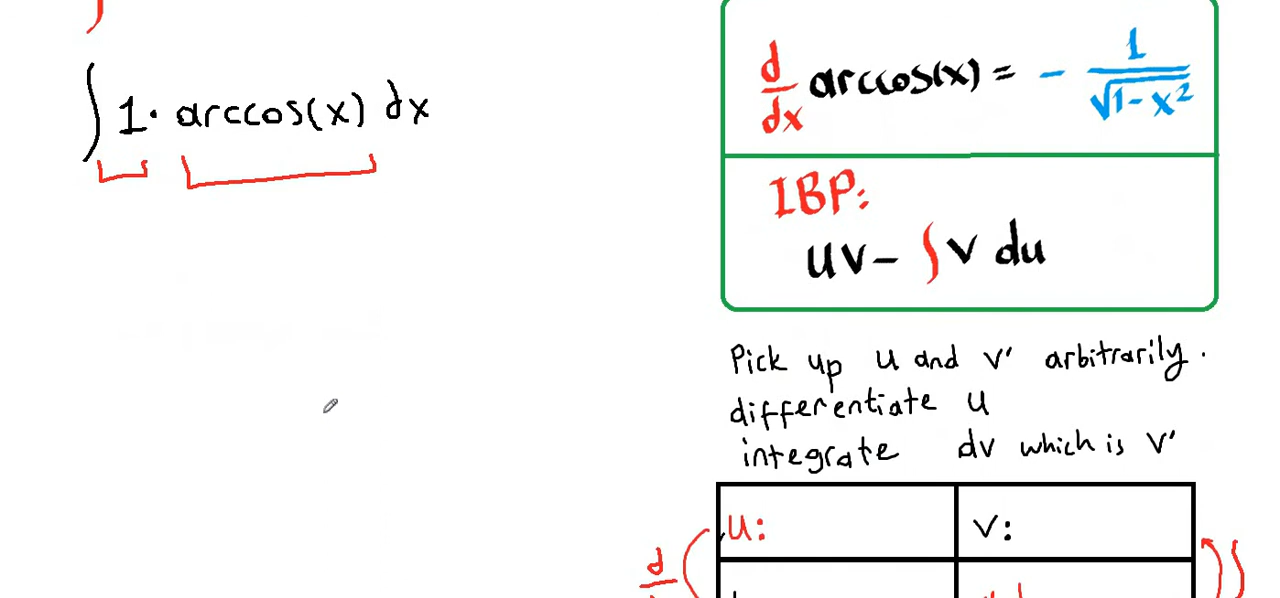 ∫ 1· arccos(x) dx
d/dx arccos(x) = - 1/√1-x²
IBP:
uv- ∫v du
Pick up u and v' arbitrarily.
differentiate u
integrate dv which is v'
u: v:
d
∫